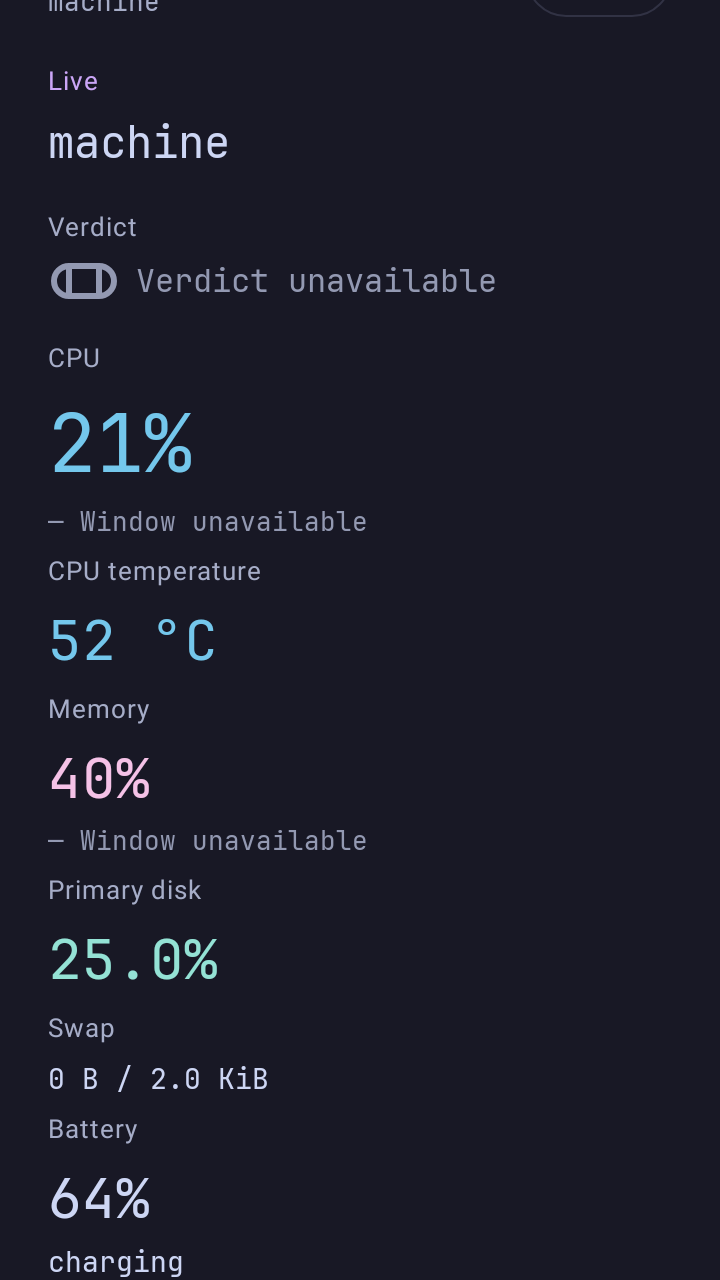 machine
Live
machine
Verdict
Verdict unavailable
CPU
21%
— Window unavailable
CPU temperature
52 °C
Memory
40%
— Window unavailable
Primary disk
25.0%
Swap
0 B / 2.0 KiB
Battery
64%
charging